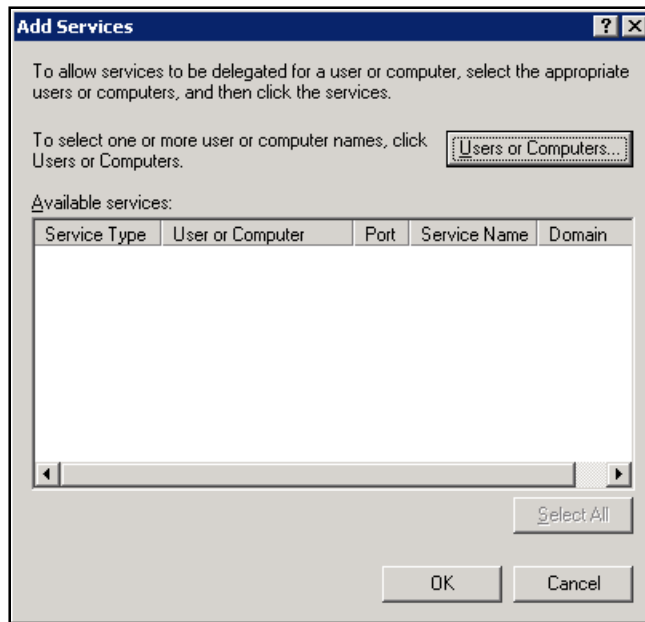 Add Services
To allow services to be delegated for a user or computer, select the appropriate
users or computers, and then click the services.
To select one or more user or computer names, click
Users or Computers.
Users or Computers...
Available services:
Service Type User or Computer Port Service Name Domain
Select All
OK Cancel